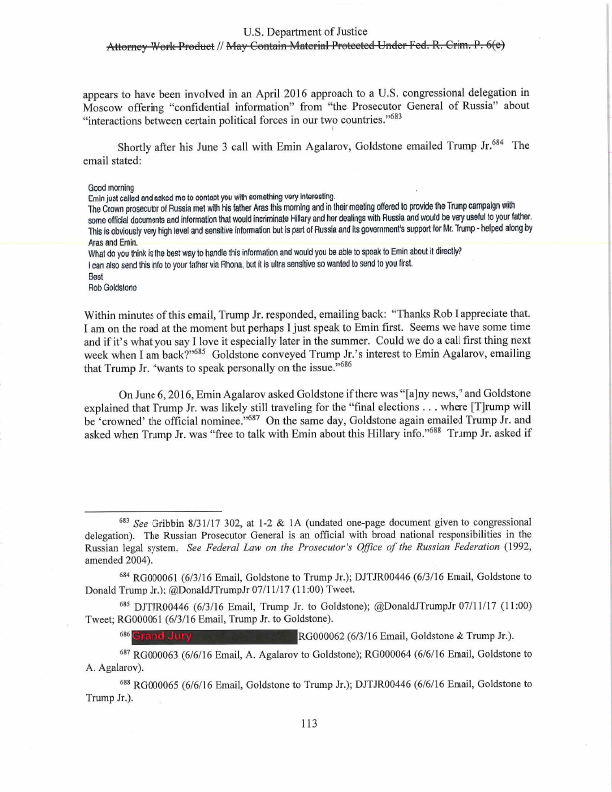 U.S. Department of Justice
Attorney Work Product // May Contain Material Protected Under Fed. R. Crim. P. 6(e)
appears to have been involved in an April 2016 approach to a U.S. congressional delegation in
Moscow offering “confidential information” from “the Prosecutor General of Russia” about
“interactions between certain political forces in our two countries.”683
Shortly after his June 3 call with Emin Agalarov, Goldstone emailed Trump Jr.684 The
email stated:
Good morning
Emin just called and asked me to contact you with something very interesting.
The Crown prosecutor of Russia met with his father Aras this morning and in their meeting offered to provide the Trump campaign with
some official documents and information that would incriminate Hillary and her dealings with Russia and would be very useful to your father.
This is obviously very high level and sensitive information but is part of Russia and its government's support for Mr. Trump - helped along by
Aras and Emin.
What do you think is the best way to handle this information and would you be able to speak to Emin about it directly?
I can also send this info to your father via Rhona, but it is ultra sensitive so wanted to send to you first.
Best
Rob Goldstone
Within minutes of this email, Trump Jr. responded, emailing back: “Thanks Rob I appreciate that.
I am on the road at the moment but perhaps I just speak to Emin first. Seems we have some time
and if it’s what you say I love it especially later in the summer. Could we do a call first thing next
week when I am back?”685 Goldstone conveyed Trump Jr.’s interest to Emin Agalarov, emailing
that Trump Jr. “wants to speak personally on the issue.”686
On June 6, 2016, Emin Agalarov asked Goldstone if there was “[a]ny news,” and Goldstone
explained that Trump Jr. was likely still traveling for the “final elections . . . where [T]rump will
be ‘crowned’ the official nominee.”687 On the same day, Goldstone again emailed Trump Jr. and
asked when Trump Jr. was “free to talk with Emin about this Hillary info.”688 Trump Jr. asked if
683 See Gribbin 8/31/17 302, at 1-2 & 1A (undated one-page document given to congressional
delegation). The Russian Prosecutor General is an official with broad national responsibilities in the
Russian legal system. See Federal Law on the Prosecutor’s Office of the Russian Federation (1992,
amended 2004).
684 RG000061 (6/3/16 Email, Goldstone to Trump Jr.); DJTJR00446 (6/3/16 Email, Goldstone to
Donald Trump Jr.); @DonaldJTrumpJr 07/11/17 (11:00) Tweet.
685 DJTJR00446 (6/3/16 Email, Trump Jr. to Goldstone); @DonaldJTrumpJr 07/11/17 (11:00)
Tweet; RG000061 (6/3/16 Email, Trump Jr. to Goldstone).
686 Grand Jury RG000062 (6/3/16 Email, Goldstone & Trump Jr.).
687 RG000063 (6/6/16 Email, A. Agalarov to Goldstone); RG000064 (6/6/16 Email, Goldstone to
A. Agalarov).
688 RG000065 (6/6/16 Email, Goldstone to Trump Jr.); DJTJR00446 (6/6/16 Email, Goldstone to
Trump Jr.).
113